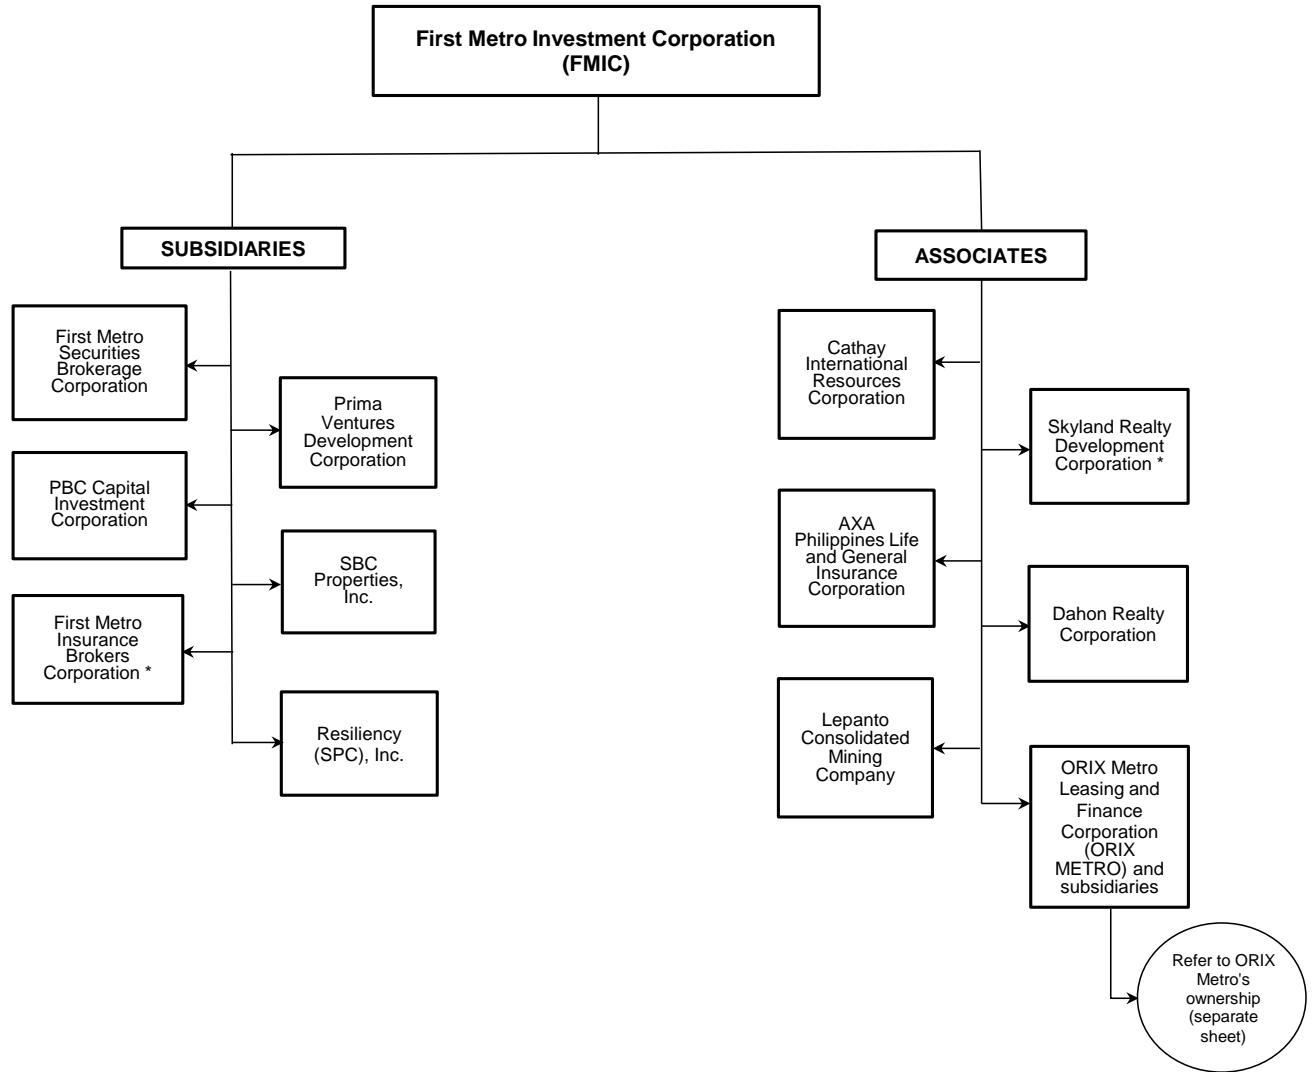 First Metro Investment Corporation
(FMIC)
SUBSIDIARIES
First Metro
Securities
Brokerage
Corporation
Prima
Ventures
Development
Corporation
PBC Capital
Investment
Corporation
SBC
Properties,
Inc.
First Metro
Insurance
Brokers
Corporation *
Resiliency
(SPC), Inc.
ASSOCIATES
Cathay
International
Resources
Corporation
Skyland Realty
Development
Corporation *
AXA
Philippines Life
and General
Insurance
Corporation
Dahon Realty
Corporation
Lepanto
Consolidated
Mining
Company
ORIX Metro
Leasing and
Finance
Corporation
(ORIX
METRO) and
subsidiaries
Refer to ORIX
Metro's
ownership
(separate
sheet)